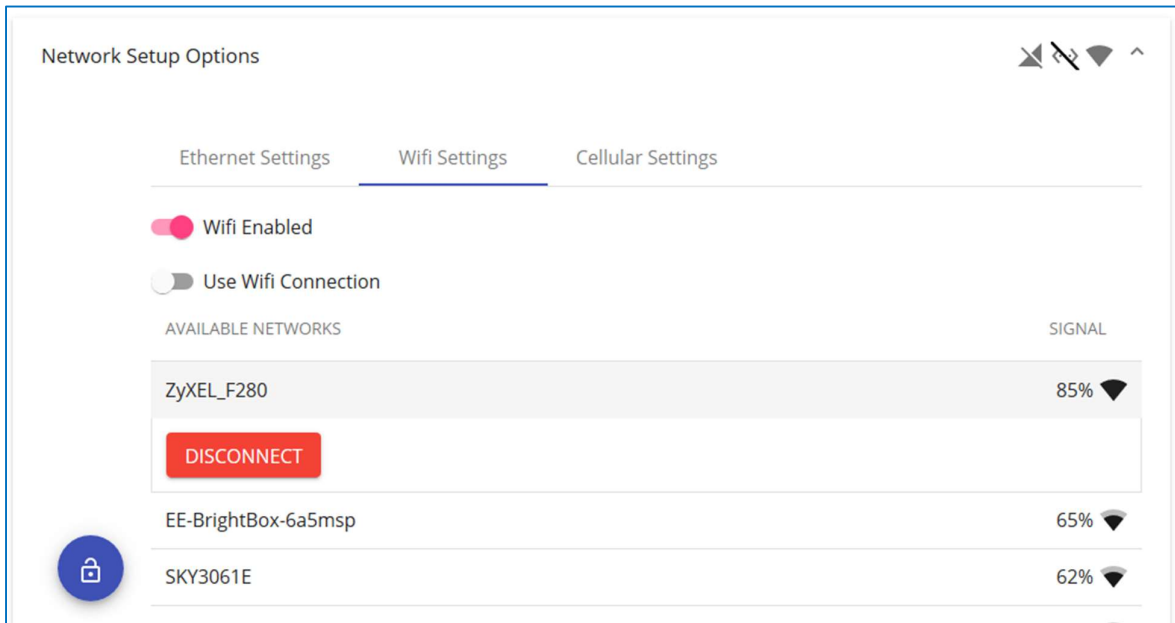 Network Setup Options
Ethernet Settings Wifi Settings Cellular Settings
Wifi Enabled
Use Wifi Connection
AVAILABLE NETWORKS SIGNAL
ZyXEL_F280 85%
DISCONNECT
EE-BrightBox-6a5msp 65%
SKY3061E 62%